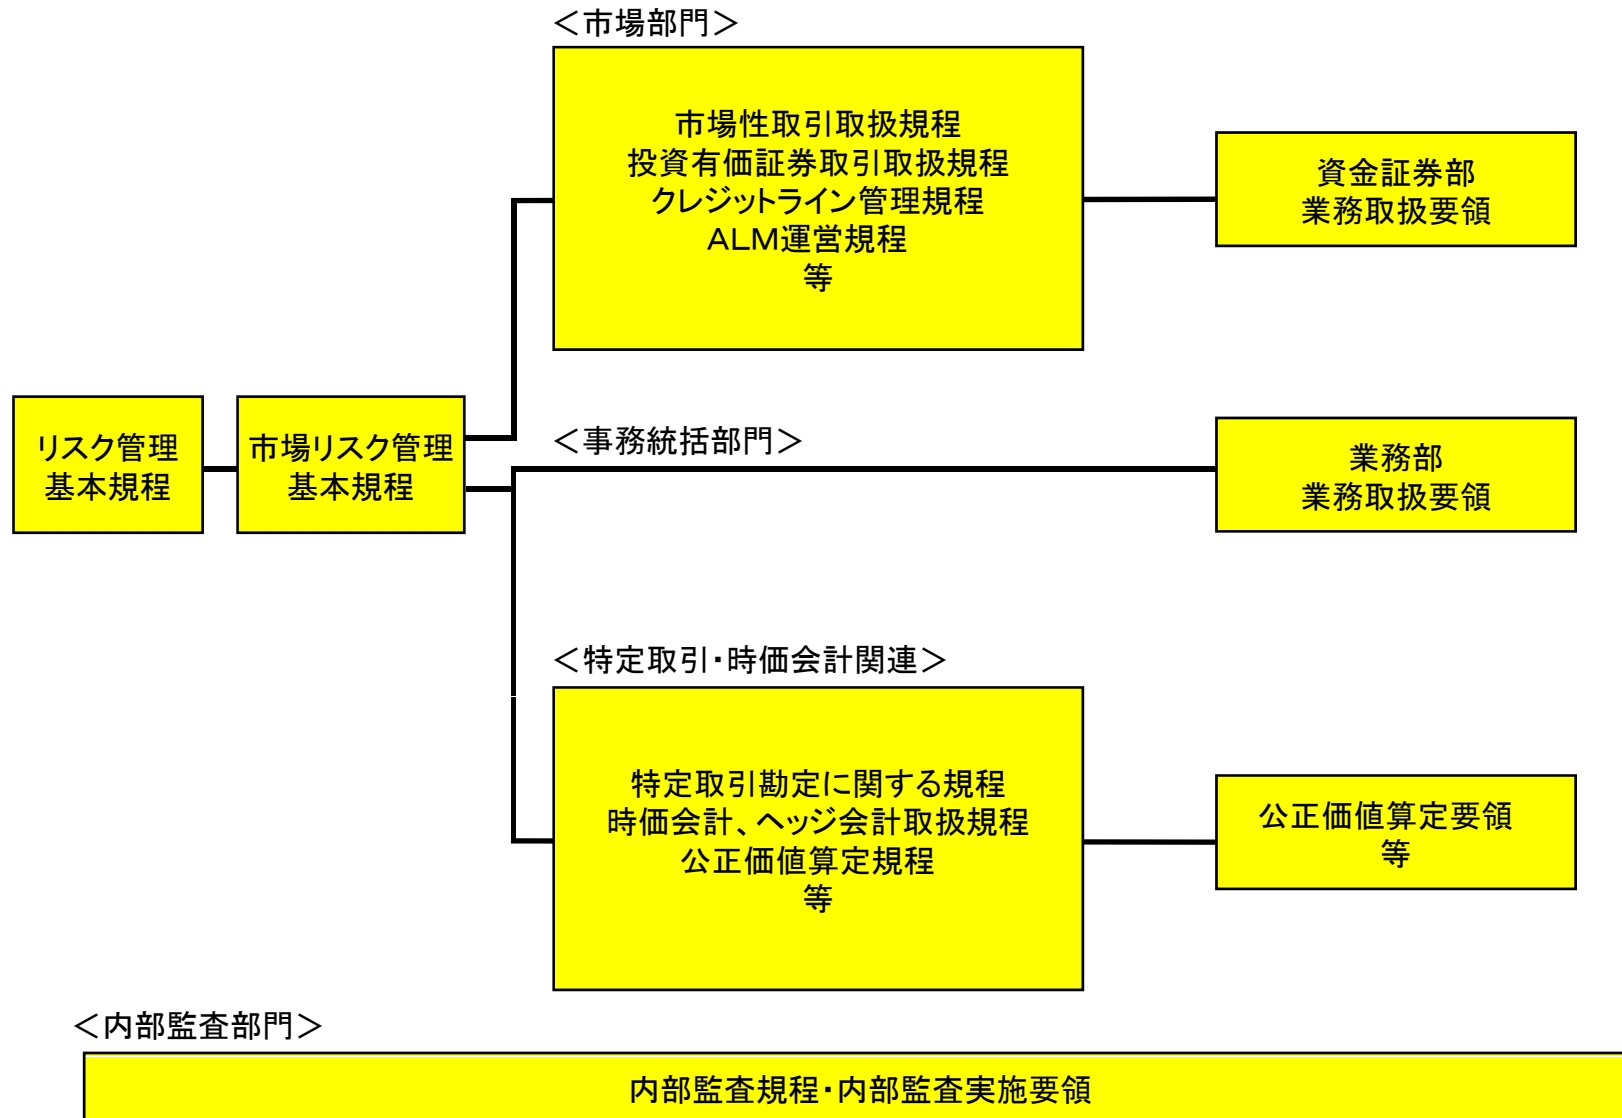 ＜市場部門＞
市場性取引取扱規程
投資有価証券取引取扱規程
クレジットライン管理規程
ＡＬＭ運営規程
等
資金証券部
業務取扱要領
リスク管理
基本規程
市場リスク管理
基本規程
＜事務統括部門＞
業務部
業務取扱要領
＜特定取引・時価会計関連＞
特定取引勘定に関する規程
時価会計、ヘッジ会計取扱規程
公正価値算定規程
等
公正価値算定要領
等
＜内部監査部門＞
内部監査規程・内部監査実施要領